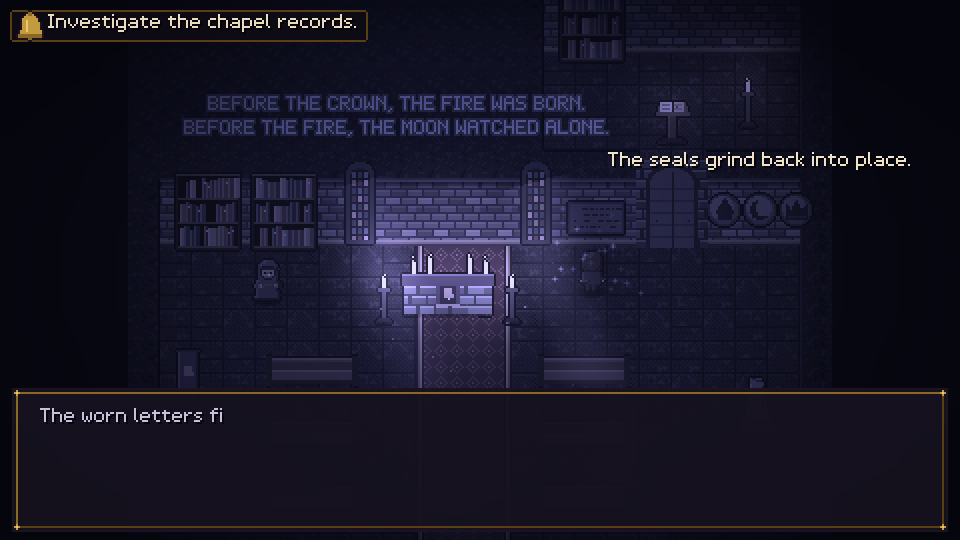 Investigate the chapel records.
BEFORE THE CROWN, THE FIRE WAS BORN.
BEFORE THE FIRE, THE MOON WATCHED ALONE.
The seals grind back into place.
The worn letters fi